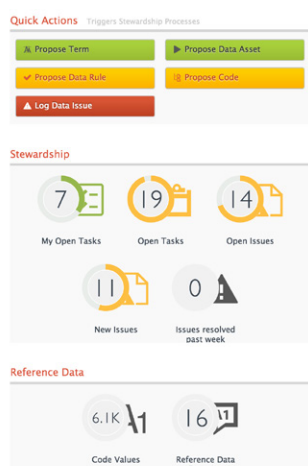 Quick Actions Triggers Stewardship Processes
Propose Term
Propose Data Asset
Propose Data Rule
Propose Code
Log Data Issue
Stewardship
7
19
14
My Open Tasks
Open Tasks
Open Issues
11
0
New Issues
Issues resolved
past week
Reference Data
6.1K
16
Code Values
Reference Data